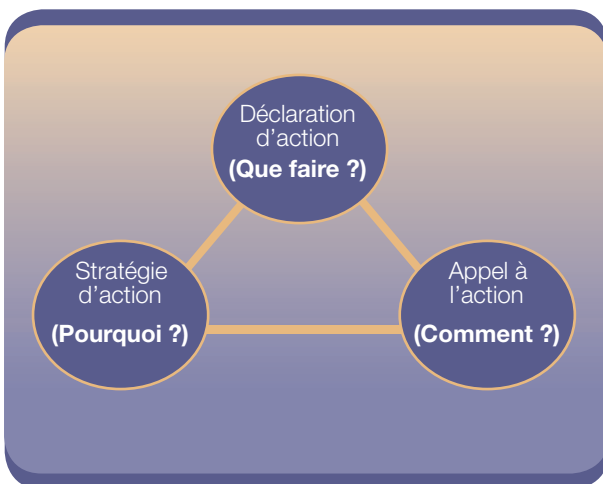 Déclaration
d’action
(Que faire ?)
Stratégie
d’action
(Pourquoi ?)
Appel à
l’action
(Comment ?)